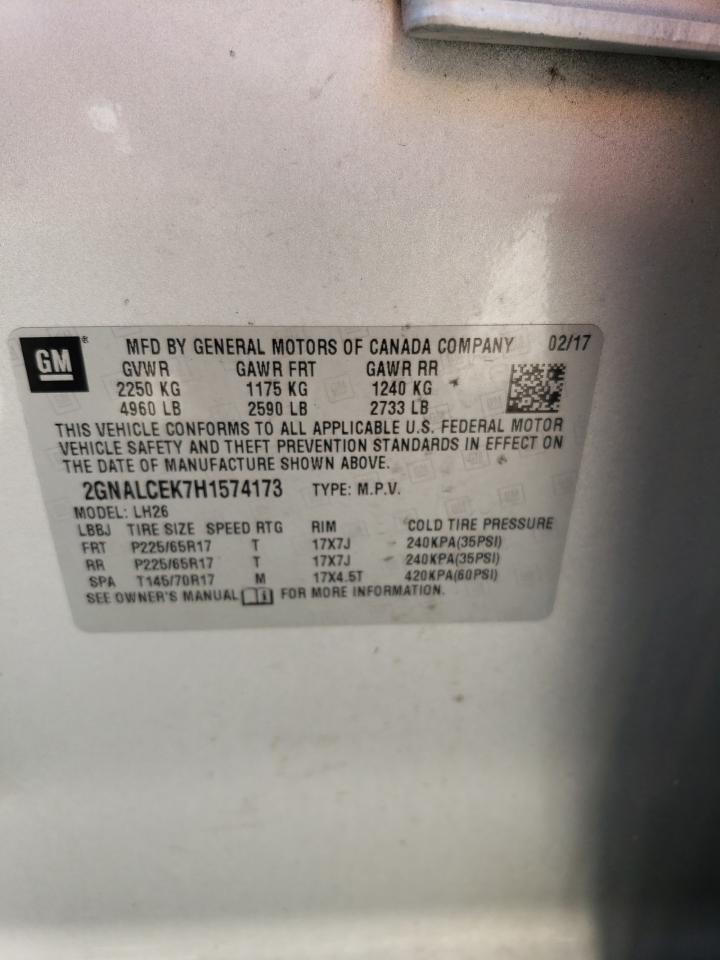 GM® MFD BY GENERAL MOTORS OF CANADA COMPANY 02/17
GVWR GAWR FRT GAWR RR
2250 KG 1175 KG 1240 KG
4960 LB 2590 LB 2733 LB
THIS VEHICLE CONFORMS TO ALL APPLICABLE U.S. FEDERAL MOTOR
VEHICLE SAFETY AND THEFT PREVENTION STANDARDS IN EFFECT ON
THE DATE OF MANUFACTURE SHOWN ABOVE.
2GNALCEK7H1574173 TYPE: M.P.V.
MODEL: LH26
LBBJ TIRE SIZE SPEED RTG RIM COLD TIRE PRESSURE
FRT P225/65R17 T 17X7J 240KPA(35PSI)
RR P225/65R17 T 17X7J 240KPA(35PSI)
SPA T145/70R17 M 17X4.5T 420KPA(60PSI)
SEE OWNER'S MANUAL FOR MORE INFORMATION.